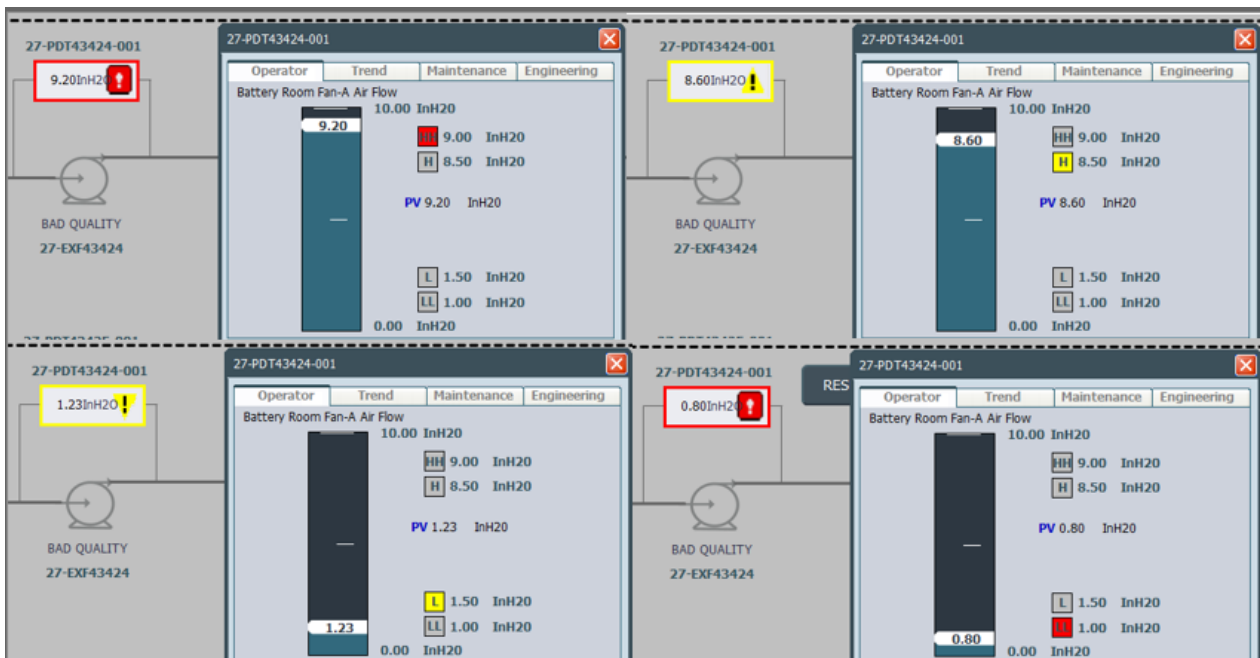 27-PDT43424-001
9.20InH2O
BAD QUALITY
27-EXF43424
27-PDT43424-001
Operator Trend Maintenance Engineering
Battery Room Fan-A Air Flow
10.00 InH20
9.20
HH 9.00 InH20
H 8.50 InH20
PV 9.20 InH20
L 1.50 InH20
LL 1.00 InH20
0.00 InH20
27-PDT43424-001
8.60InH2O
BAD QUALITY
27-EXF43424
27-PDT43424-001
Operator Trend Maintenance Engineering
Battery Room Fan-A Air Flow
10.00 InH20
8.60
HH 9.00 InH20
H 8.50 InH20
PV 8.60 InH20
L 1.50 InH20
LL 1.00 InH20
0.00 InH20
27-PDT43424-001
1.23InH2O
BAD QUALITY
27-EXF43424
27-PDT43424-001
Operator Trend Maintenance Engineering
Battery Room Fan-A Air Flow
10.00 InH20
HH 9.00 InH20
H 8.50 InH20
PV 1.23 InH20
L 1.50 InH20
1.23
LL 1.00 InH20
0.00 InH20
27-PDT43424-001
RES
0.80InH2O
BAD QUALITY
27-EXF43424
27-PDT43424-001
Operator Trend Maintenance Engineering
Battery Room Fan-A Air Flow
10.00 InH20
HH 9.00 InH20
H 8.50 InH20
PV 0.80 InH20
L 1.50 InH20
LL 1.00 InH20
0.80
0.00 InH20